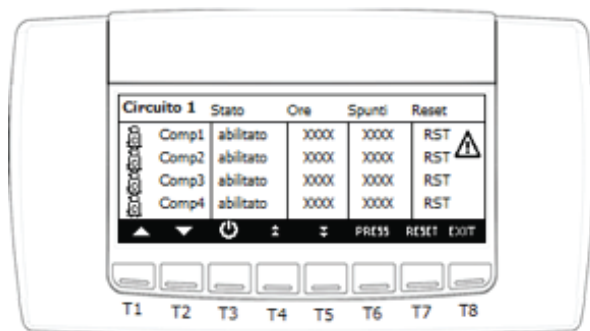 Circuito 1 Stato Ore Spunti Reset
Comp1 abilitato XXXX XXXX RST
Comp2 abilitato XXXX XXXX RST
Comp3 abilitato XXXX XXXX RST
Comp4 abilitato XXXX XXXX RST
PRESS RESET EXIT
T1 T2 T3 T4 T5 T6 T7 T8